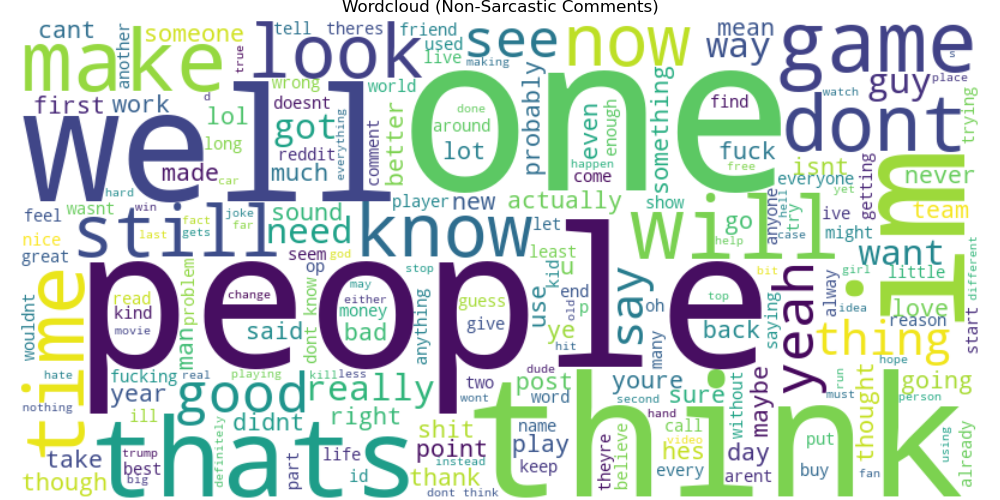 Wordcloud (Non-Sarcastic Comments)
cant
someone
tell
theres
friend
mean
make
another
true
look
used
live
making
see
now
way
game
s
first
work
wrong
world
guy
place
d
lol
doesnt
well
one
probably
done
around
even
enough
find
dont
watch
trying
long
got
reddit
everything
comment
better
lot
something
happen
come
fuck
free
isnt
made
car
much
everyone
yet
getting
never
im
hard
player
new
actually
show
anyone
hell
try
ive
team
feel
wasnt
win
fact
joke
sound
let
go
help
case
might
still
gets
far
need
know
will
nice
great
last
seem
god
op
least
u
kid
want
little
different
time
people
stop
say
bit
yeah
girl
alway
wouldnt
read
kind
movie
man
problem
change
dont know
may
either
money
bad
anything
guess
give
use
end
old
p
ye
hit
oh
many
top
back
saying
idea
love
reason
start
thing
said
hate
fucking
real
playing
kill
less
dude
hope
nothing
year
good
really
two
wont
post
word
youre
second
sure
without
maybe
run
must
thought
going
person
ill
didnt
right
shit
think
name
hand
call
video
put
already
using
thats
definitely
point
play
hes
day
though
take
trump
best
big
part
life
id
thank
instead
dont think
keep
theyre
believe
every
arent
buy
fan